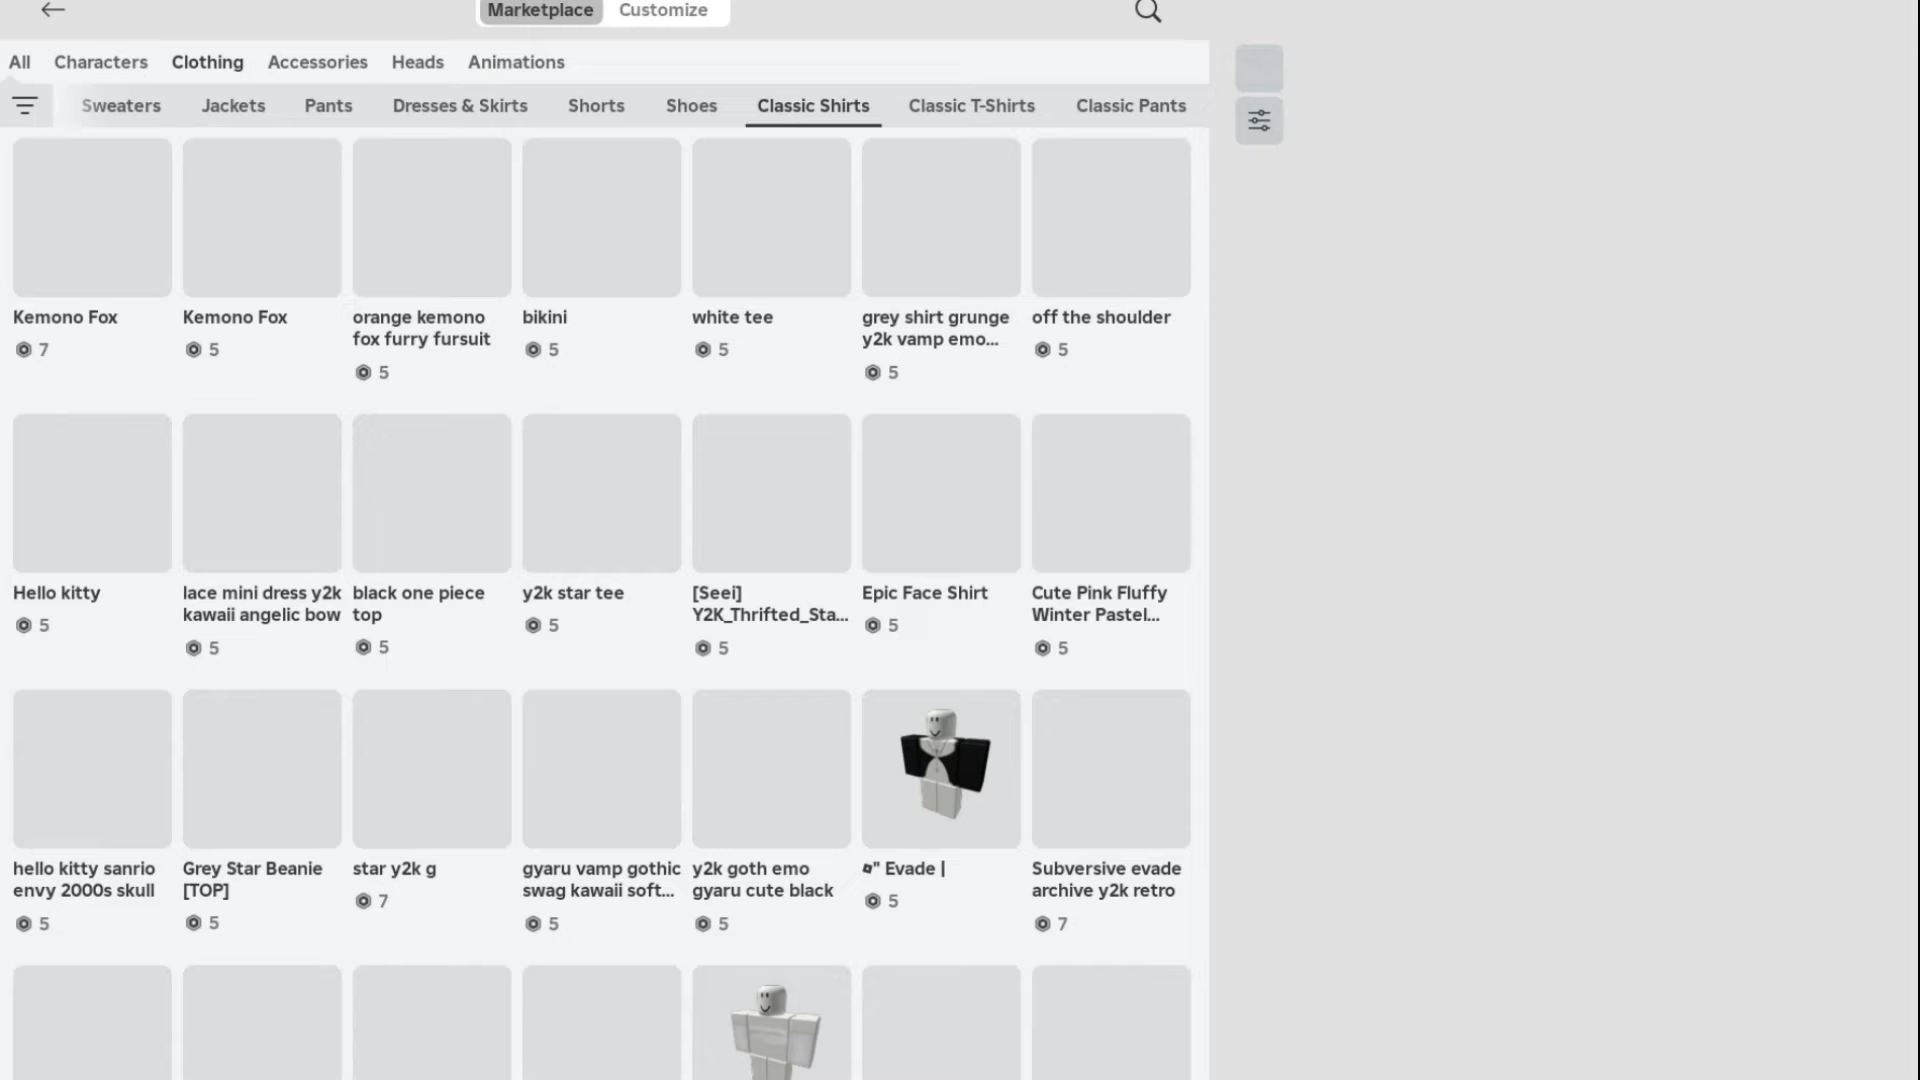 Marketplace Customize
All Characters Clothing Accessories Heads Animations
Sweaters Jackets Pants Dresses & Skirts Shorts Shoes Classic Shirts Classic T-Shirts Classic Pants
Kemono Fox
7
Kemono Fox
5
orange kemono
fox furry fursuit
5
bikini
5
white tee
5
grey shirt grunge
y2k vamp emo...
5
off the shoulder
5
Hello kitty
5
lace mini dress y2k
kawaii angelic bow
5
black one piece
top
5
y2k star tee
5
[Seei]
Y2K_Thrifted_Sta...
5
Epic Face Shirt
5
Cute Pink Fluffy
Winter Pastel...
5
hello kitty sanrio
envy 2000s skull
5
Grey Star Beanie
[TOP]
5
star y2k g
7
gyaru vamp gothic
swag kawaii soft...
5
y2k goth emo
gyaru cute black
5
" Evade |
5
Subversive evade
archive y2k retro
7